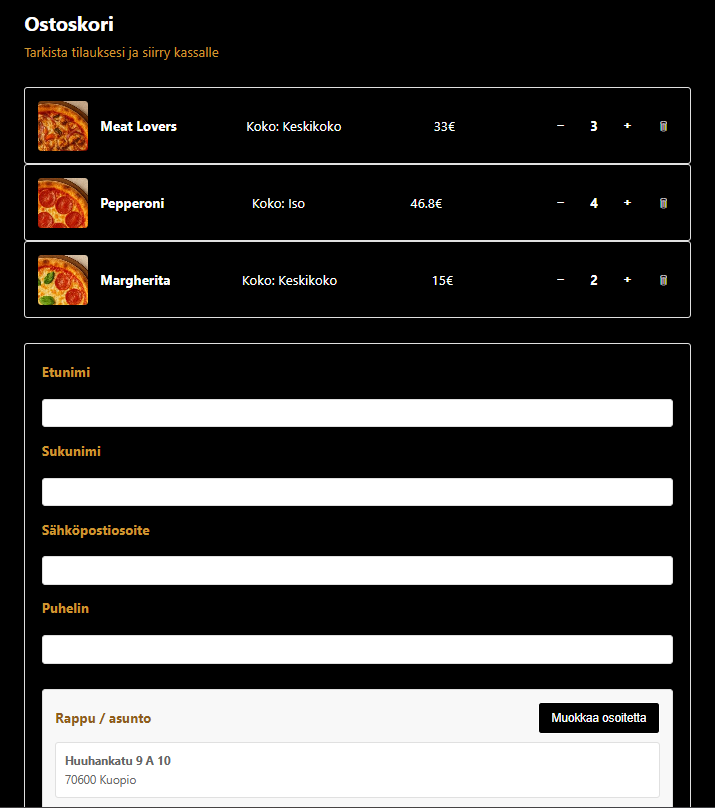 Ostoskori
Tarkista tilauksesi ja siirry kassalle
Meat Lovers Koko: Keskikoko 33€ − 3 +
Pepperoni Koko: Iso 46.8€ − 4 +
Margherita Koko: Keskikoko 15€ − 2 +
Etunimi
Sukunimi
Sähköpostiosoite
Puhelin
Rappu / asunto Muokkaa osoitetta
Huuhankatu 9 A 10
70600 Kuopio